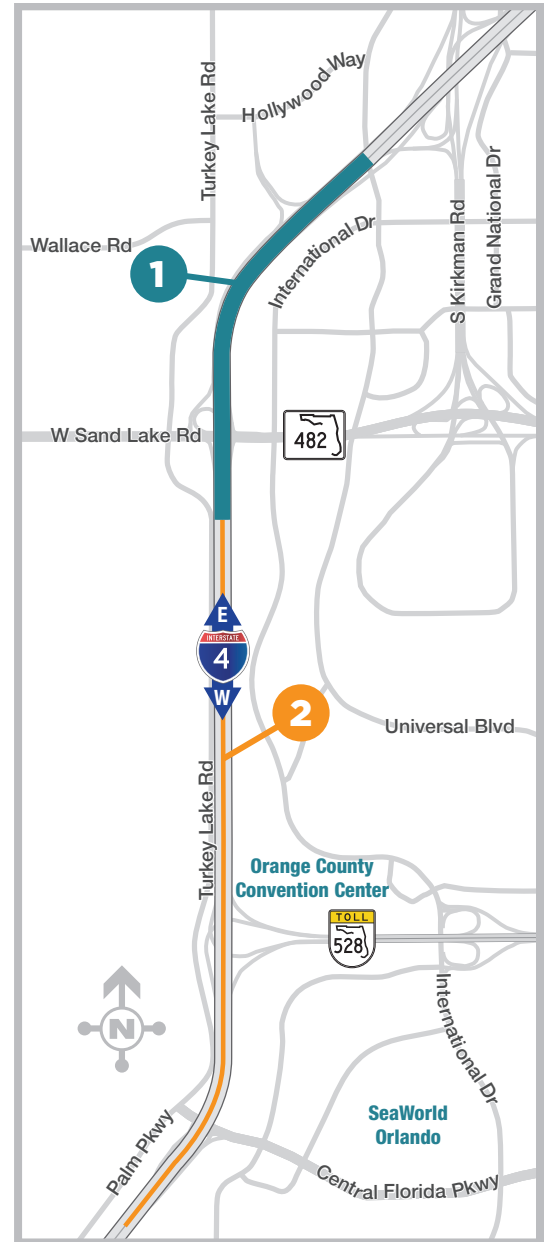 Hollywood Way
Turkey Lake Rd
International Dr
Grand National Dr
S Kirkman Rd
Wallace Rd
1
W Sand Lake Rd
482
E
INTERSTATE
4
W
2
Universal Blvd
Turkey Lake Rd
Orange County
Convention Center
TOLL
528
N
International Dr
SeaWorld
Orlando
Palm Pkwy
Central Florida Pkwy